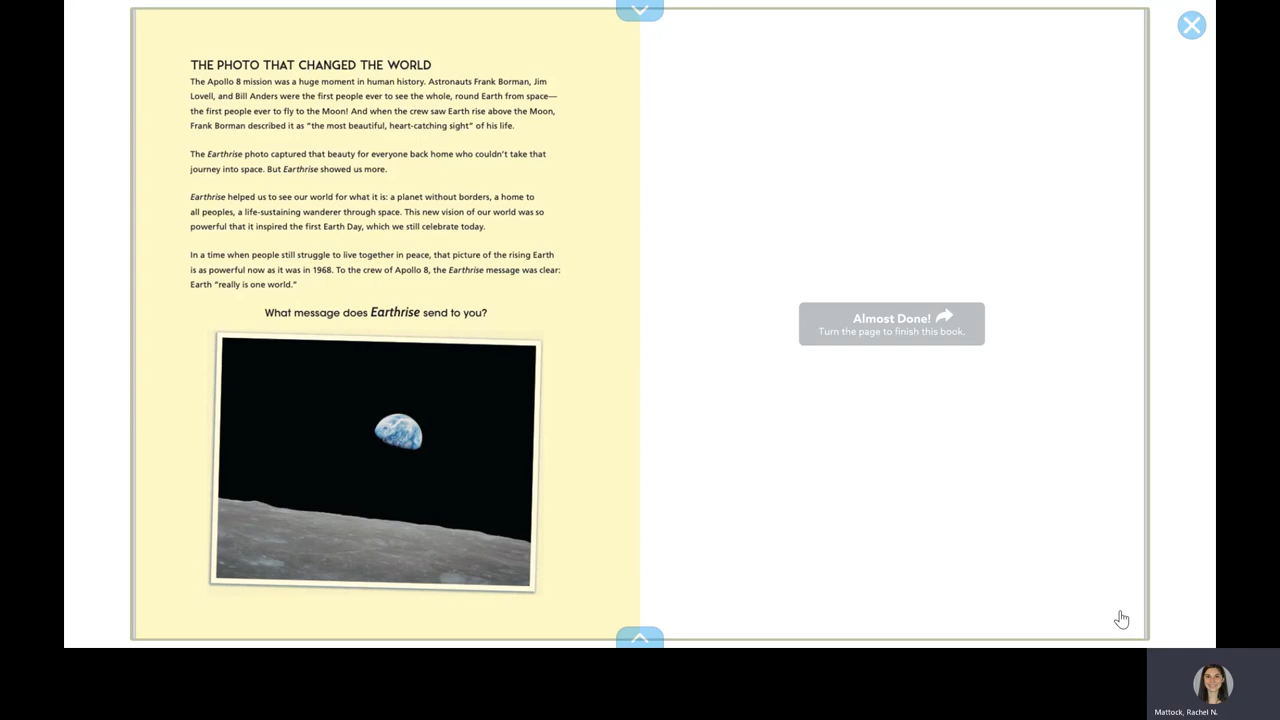 THE PHOTO THAT CHANGED THE WORLD
The Apollo 8 mission was a huge moment in human history. Astronauts Frank Borman, Jim
Lovell, and Bill Anders were the first people ever to see the whole, round Earth from space—
the first people ever to fly to the Moon! And when the crew saw Earth rise above the Moon,
Frank Borman described it as "the most beautiful, heart-catching sight" of his life.
The Earthrise photo captured that beauty for everyone back home who couldn't take that
journey into space. But Earthrise showed us more.
Earthrise helped us to see our world for what it is: a planet without borders, a home to
all peoples, a life-sustaining wanderer through space. This new vision of our world was so
powerful that it inspired the first Earth Day, which we still celebrate today.
In a time when people still struggle to live together in peace, that picture of the rising Earth
is as powerful now as it was in 1968. To the crew of Apollo 8, the Earthrise message was clear:
Earth "really is one world."
What message does Earthrise send to you?
Almost Done!
Turn the page to finish this book.
Mattock, Rachel N.